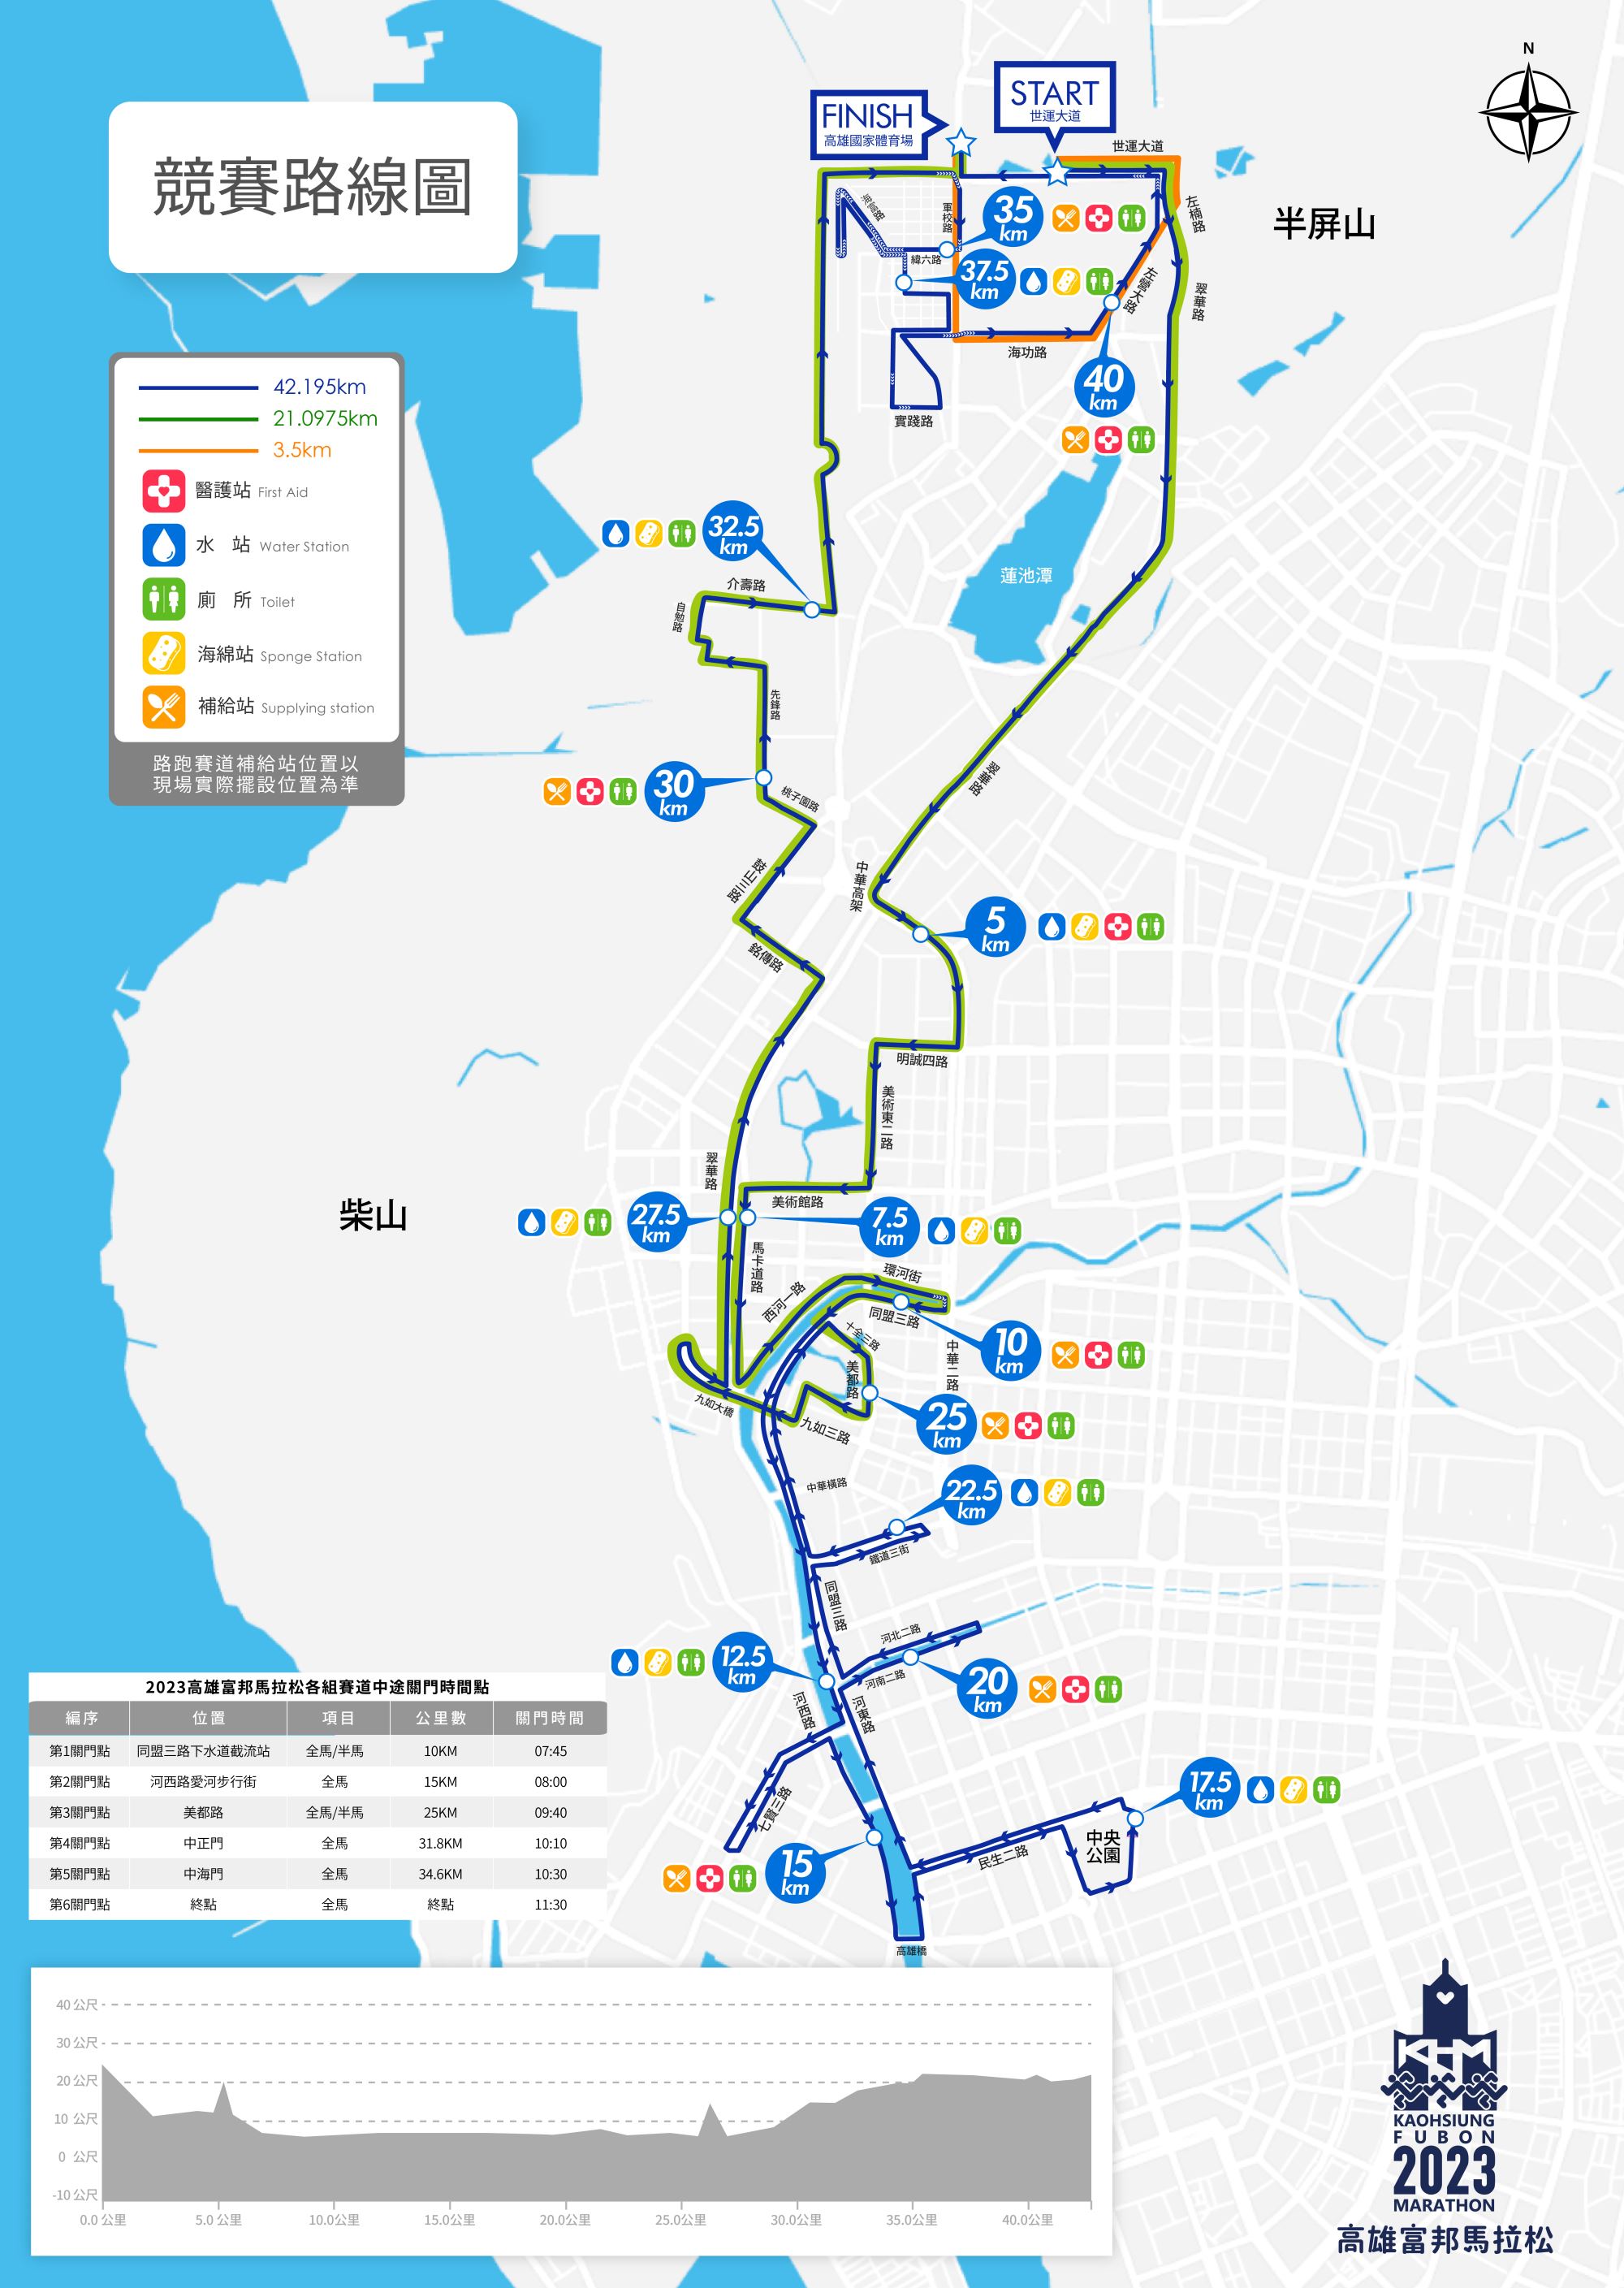 競賽路線圖
N
FINISH
高雄國家體育場
START
世運大道
世運大道
左楠路
半屏山
翠華路
軍校路
緯六路
左營大路
海功路
實踐路
35
km
37.5
km
40
km
42.195km
21.0975km
3.5km
醫護站 First Aid
水 站 Water Station
廁 所 Toilet
海綿站 Sponge Station
補給站 Supplying station
路跑賽道補給站位置以
現場實際擺設位置為準
蓮池潭
32.5
km
介壽路
自勉路
先鋒路
30
km
桃子園路
翠華路
鼓山三路
中華高架
5
km
銘傳路
明誠四路
美術東二路
翠華路
美術館路
柴山
27.5
km
7.5
km
馬卡道路
西河一路
環河街
同盟三路
十全三路
10
km
中華二路
美都路
25
km
九如大橋
九如三路
中華橫路
22.5
km
鐵道三街
同盟三路
河北二路
12.5
km
河南二路
20
km
河西路
河東路
七賢三路
17.5
km
中央
公園
民生二路
15
km
高雄橋
2023高雄富邦馬拉松各組賽道中途關門時間點
編序 位置 項目 公里數 關門時間
第1關門點 同盟三路下水道截流站 全馬/半馬 10KM 07:45
第2關門點 河西路愛河步行街 全馬 15KM 08:00
第3關門點 美都路 全馬/半馬 25KM 09:40
第4關門點 中正門 全馬 31.8KM 10:10
第5關門點 中海門 全馬 34.6KM 10:30
第6關門點 終點 全馬 終點 11:30
40 公尺
30 公尺
20 公尺
10 公尺
0 公尺
-10 公尺
0.0 公里 5.0 公里 10.0公里 15.0公里 20.0公里 25.0公里 30.0公里 35.0公里 40.0公里
KHM
KAOHSIUNG
FUBON
2023
MARATHON
高雄富邦馬拉松